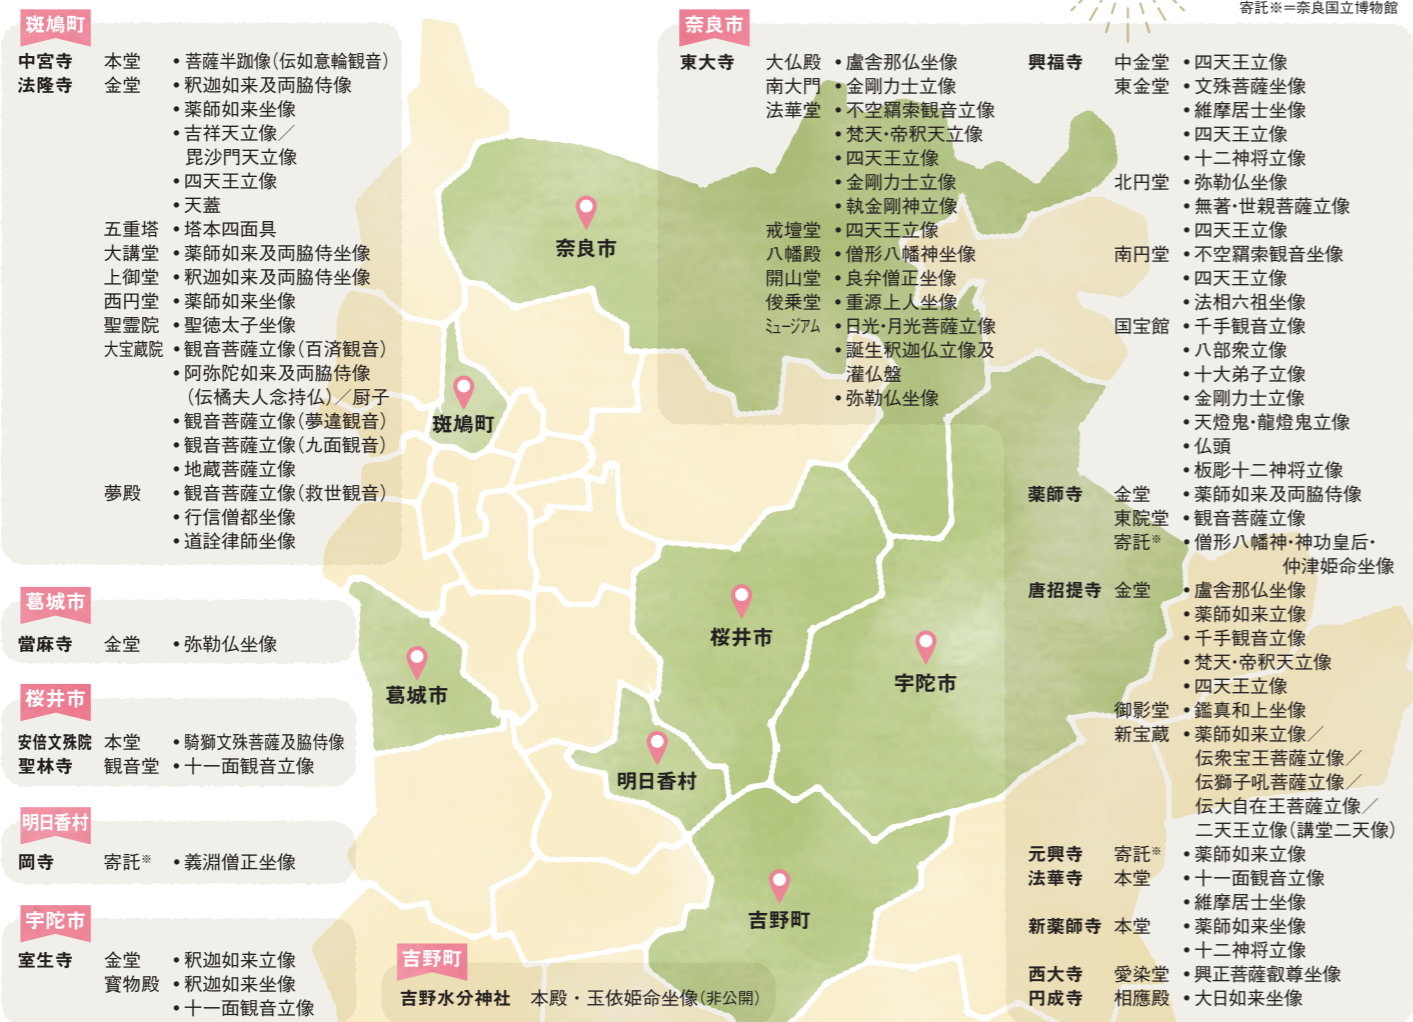 寄託※＝奈良国立博物館
斑鳩町
中宮寺 本堂 • 菩薩半跏像（伝如意輪観音）
法隆寺 金堂 • 釈迦如来及両脇侍像
• 薬師如来坐像
• 吉祥天立像／
毘沙門天立像
• 四天王立像
• 天蓋
五重塔 • 塔本四面具
大講堂 • 薬師如来及両脇侍坐像
上御堂 • 釈迦如来及両脇侍坐像
西円堂 • 薬師如来坐像
聖霊院 • 聖徳太子坐像
大宝蔵院 • 観音菩薩立像（百済観音）
• 阿弥陀如来及両脇侍像
（伝橘夫人念持仏）／厨子
• 観音菩薩立像（夢違観音）
• 観音菩薩立像（九面観音）
• 地蔵菩薩立像
夢殿 • 観音菩薩立像（救世観音）
• 行信僧都坐像
• 道詮律師坐像
葛城市
當麻寺 金堂 • 弥勒仏坐像
桜井市
安倍文殊院 本堂 • 騎獅文殊菩薩及脇侍像
聖林寺 観音堂 • 十一面観音立像
明日香村
岡寺 寄託※ • 義淵僧正坐像
宇陀市
室生寺 金堂 • 釈迦如来立像
寳物殿 • 釈迦如来坐像
• 十一面観音立像
吉野町
吉野水分神社 本殿・玉依姫命坐像（非公開）
奈良市
東大寺 大仏殿 • 盧舎那仏坐像
南大門 • 金剛力士立像
法華堂 • 不空羂索観音立像
• 梵天・帝釈天立像
• 四天王立像
• 金剛力士立像
• 執金剛神立像
戒壇堂 • 四天王立像
八幡殿 • 僧形八幡神坐像
開山堂 • 良弁僧正坐像
俊乗堂 • 重源上人坐像
ミュージアム • 日光・月光菩薩立像
• 誕生釈迦仏立像及
灌仏盤
• 弥勒仏坐像
興福寺 中金堂 • 四天王立像
東金堂 • 文殊菩薩坐像
• 維摩居士坐像
• 四天王立像
• 十二神将立像
北円堂 • 弥勒仏坐像
• 無著・世親菩薩立像
• 四天王立像
南円堂 • 不空羂索観音坐像
• 四天王立像
• 法相六祖坐像
国宝館 • 千手観音立像
• 八部衆立像
• 十大弟子立像
• 金剛力士立像
• 天燈鬼・龍燈鬼立像
• 仏頭
• 板彫十二神将立像
薬師寺 金堂 • 薬師如来及両脇侍像
東院堂 • 観音菩薩立像
寄託※ • 僧形八幡神・神功皇后・
仲津姫命坐像
唐招提寺 金堂 • 盧舎那仏坐像
• 薬師如来立像
• 千手観音立像
• 梵天・帝釈天立像
• 四天王立像
御影堂 • 鑑真和上坐像
新宝蔵 • 薬師如来立像／
伝衆宝王菩薩立像／
伝獅子吼菩薩立像／
伝大自在王菩薩立像／
二天王立像（講堂二天像）
元興寺 寄託※ • 薬師如来立像
法華寺 本堂 • 十一面観音立像
• 維摩居士坐像
新薬師寺 本堂 • 薬師如来坐像
• 十二神将立像
西大寺 愛染堂 • 興正菩薩叡尊坐像
円成寺 相應殿 • 大日如来坐像
奈良市
斑鳩町
桜井市
宇陀市
葛城市
明日香村
吉野町